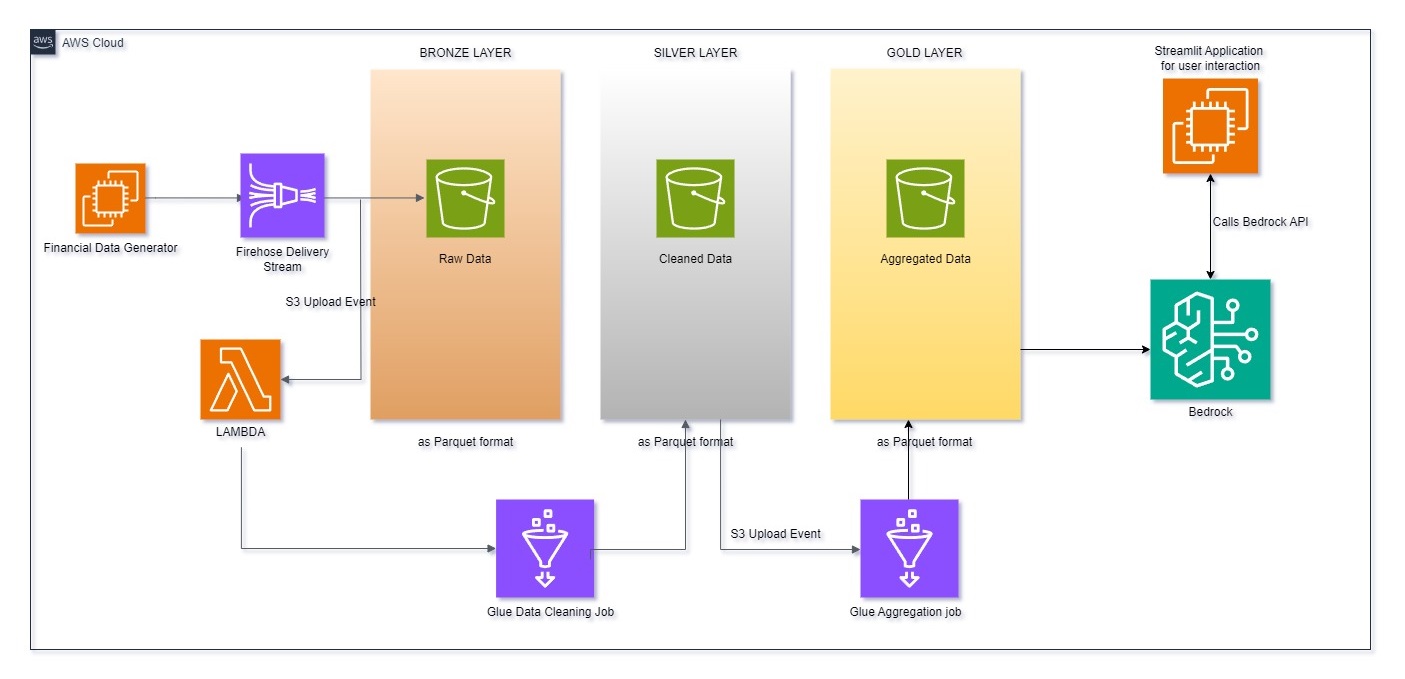 aws
AWS Cloud
BRONZE LAYER
SILVER LAYER
GOLD LAYER
Streamlit Application
for user interaction
Financial Data Generator
Firehose Delivery
Stream
Raw Data
Cleaned Data
Aggregated Data
Calls Bedrock API
S3 Upload Event
LAMBDA
Bedrock
as Parquet format
as Parquet format
as Parquet format
S3 Upload Event
Glue Data Cleaning Job
Glue Aggregation job